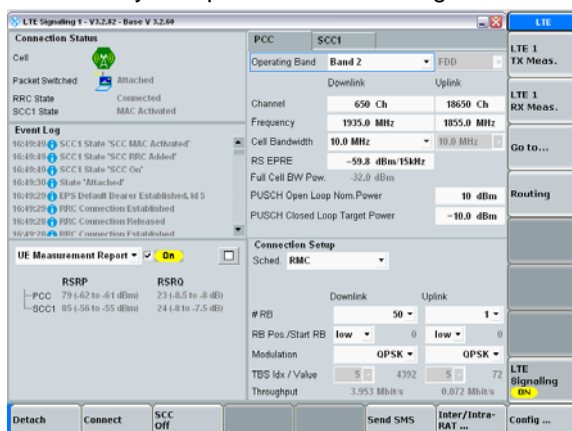 LTE Signaling 1 - V3.2.82 - Base V 3.2.60
LTE
Connection Status
Cell
Packet Switched Attached
RRC State Connected
SCC1 State MAC Activated
Event Log
16:49:49 SCC1 State 'SCC MAC Activated'
16:49:49 SCC1 State 'SCC RRC Added'
16:49:49 SCC1 State 'SCC On'
16:49:30 State 'Attached'
16:49:29 EPS Default Bearer Established, Id 5
16:49:29 RRC Connection Established
16:49:28 RRC Connection Released
16:49:28 RRC Connection Established
UE Measurement Report On
RSRP RSRQ
PCC 79 (-62 to -61 dBm) 23 (-8.5 to -8 dB)
SCC1 85 (-56 to -55 dBm) 24 (-8 to -7.5 dB)
PCC SCC1
Operating Band Band 2 FDD
Downlink Uplink
Channel 650 Ch 18650 Ch
Frequency 1935.0 MHz 1855.0 MHz
Cell Bandwidth 10.0 MHz 10.0 MHz
RS EPRE -59.8 dBm/15kHz
Full Cell BW Pow. -32.0 dBm
PUSCH Open Loop Nom.Power 10 dBm
PUSCH Closed Loop Target Power -10.0 dBm
Connection Setup
Sched. RMC
Downlink Uplink
# RB 50 1
RB Pos./Start RB low 0 low 0
Modulation QPSK QPSK
TBS Idx / Value 5 4392 5 72
Throughput 3.953 Mbit/s 0.072 Mbit/s
LTE 1
TX Meas.
LTE 1
RX Meas.
Go to...
Routing
LTE
Signaling
ON
Detach Connect SCC Off Send SMS Inter/Intra-RAT ... Config ...